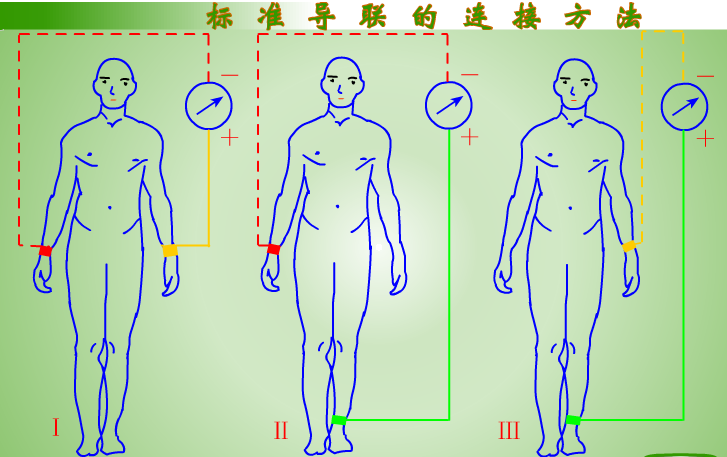 标准导联的连接方法
— — —
+ + +
I II III